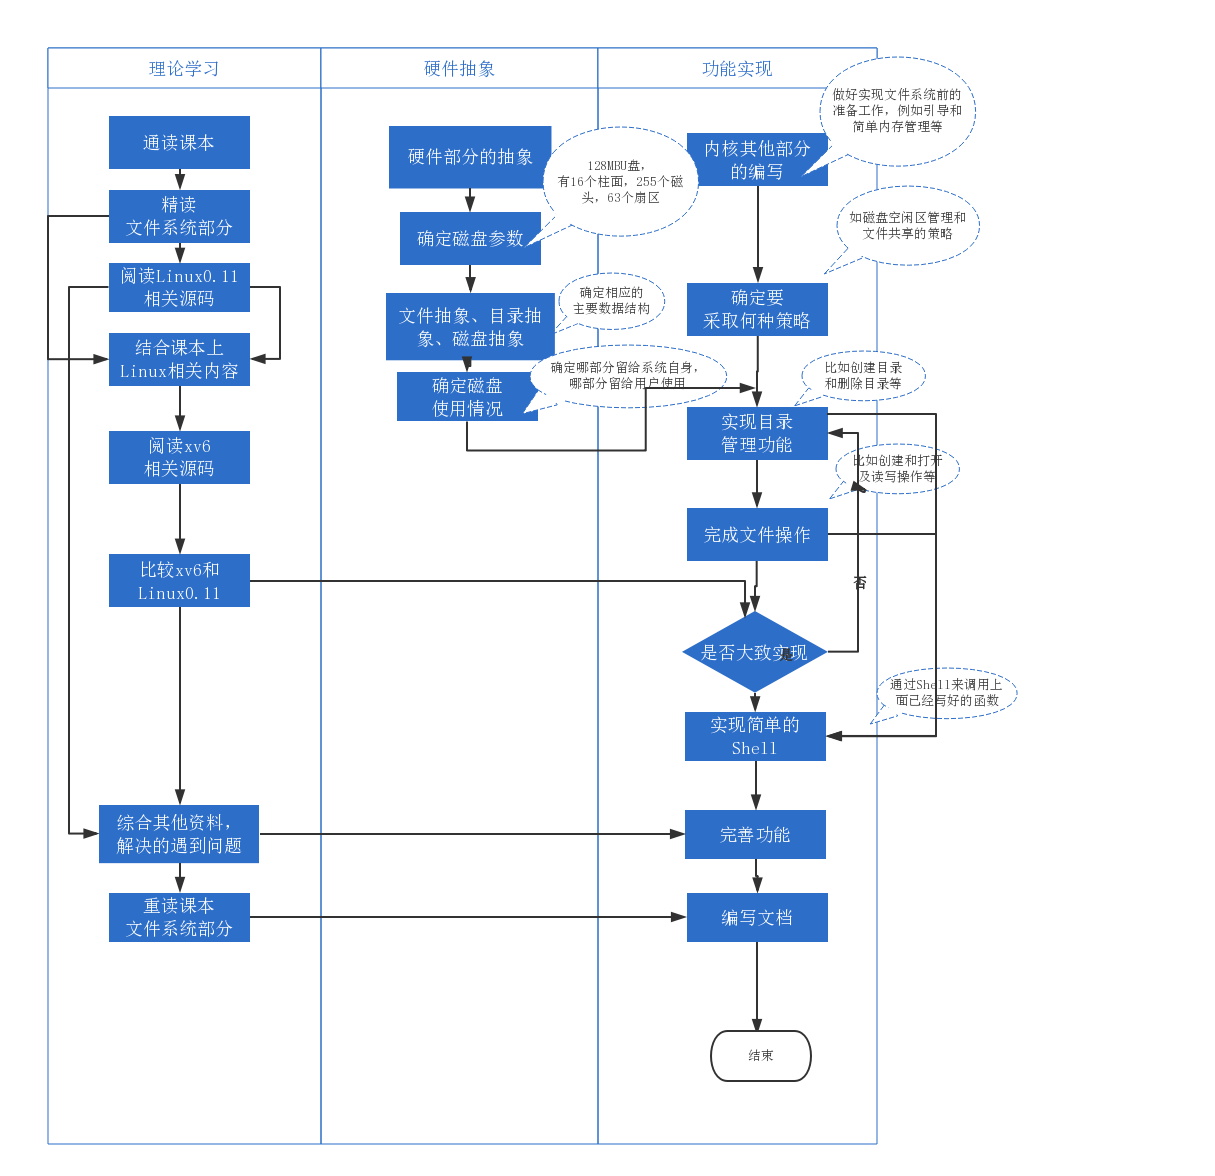 理论学习
硬件抽象
功能实现
通读课本
精读
文件系统部分
阅读Linux0.11
相关源码
结合课本上
Linux相关内容
阅读xv6
相关源码
比较xv6和
Linux0.11
综合其他资料，
解决的遇到问题
重读课本
文件系统部分
硬件部分的抽象
128MBU盘，
有16个柱面，255个磁
头，63个扇区
确定磁盘参数
确定相应的
主要数据结构
文件抽象、目录抽
象、磁盘抽象
确定哪部分留给系统自身，
哪部分留给用户使用
确定磁盘
使用情况
做好实现文件系统前的
准备工作，例如引导和
简单内存管理等
内核其他部分
的编写
如磁盘空闲区管理和
文件共享的策略
确定要
采取何种策略
比如创建目录
和删除目录等
实现目录
管理功能
比如创建和打开
及读写操作等
完成文件操作
否
是否大致实现
是
通过Shell来调用上
面已经写好的函数
实现简单的
Shell
完善功能
编写文档
结束